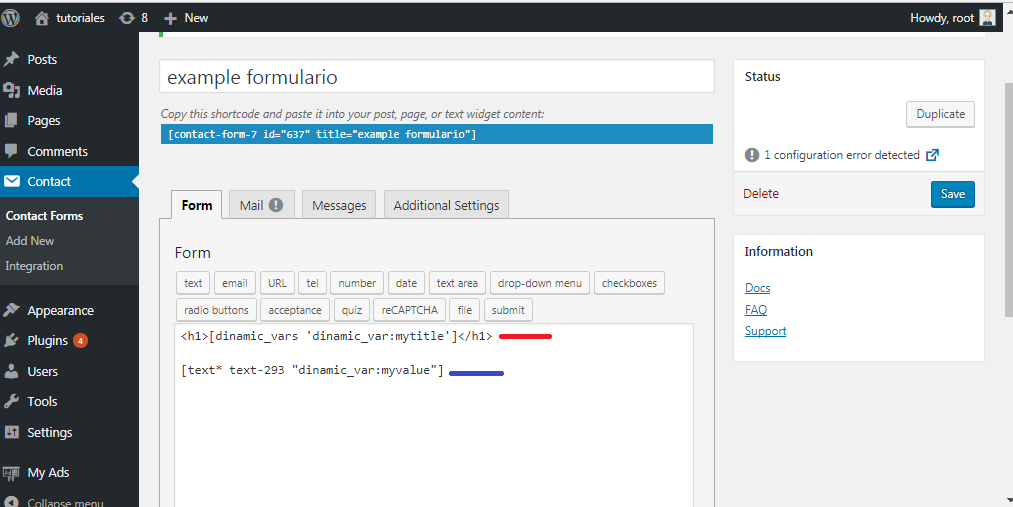 tutoriales 8 New Howdy, root
Posts
Media
Pages
Comments
Contact
Contact Forms
Add New
Integration
Appearance
Plugins 4
Users
Tools
Settings
My Ads
Collapse menu
example formulario
Copy this shortcode and paste it into your post, page, or text widget content:
[contact-form-7 id="637" title="example formulario"]
Form Mail Messages Additional Settings
Form
text email URL tel number date text area drop-down menu checkboxes
radio buttons acceptance quiz reCAPTCHA file submit
<h1>[dinamic_vars 'dinamic_var:mytitle']</h1>
[text* text-293 "dinamic_var:myvalue"]
Status
Duplicate
1 configuration error detected
Delete Save
Information
Docs
FAQ
Support